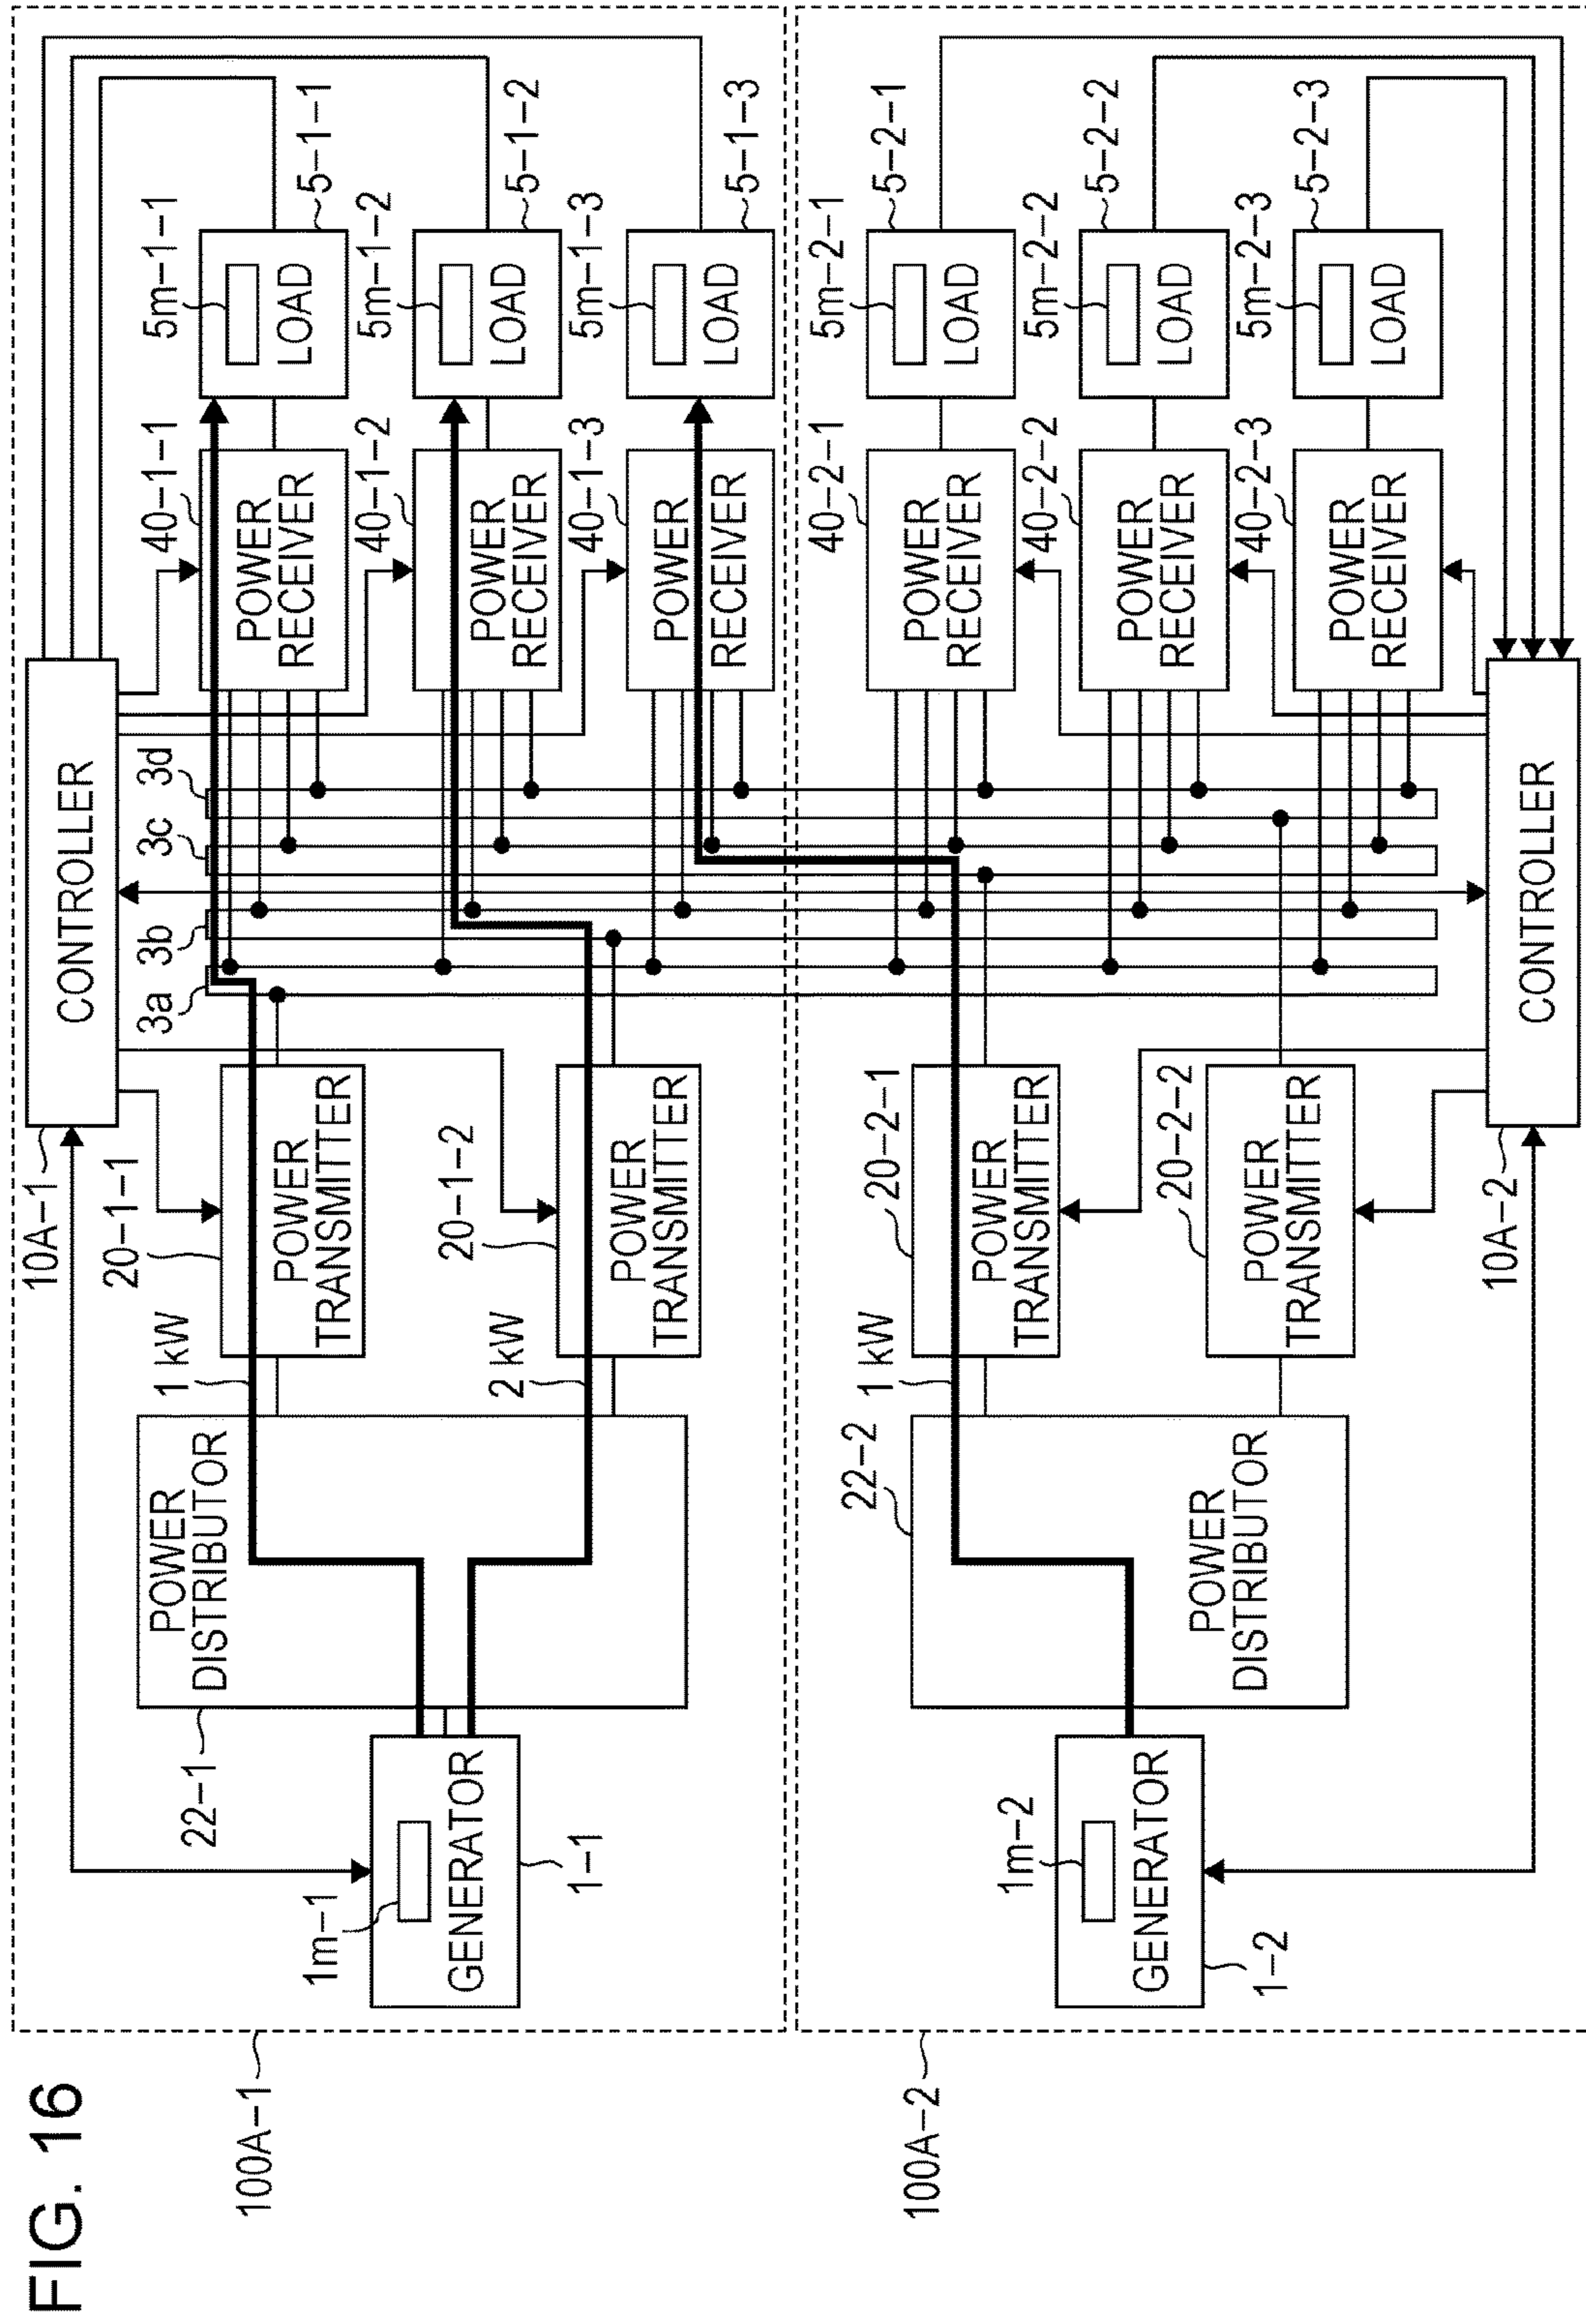 FIG. 16
100A-1
10A-1
CONTROLLER
1m-1
GENERATOR
1-1
22-1
POWER
DISTRIBUTOR
1 kW
2 kW
20-1-1
POWER
TRANSMITTER
20-1-2
POWER
TRANSMITTER
3a
3b
3c
3d
40-1-1
POWER
RECEIVER
40-1-2
POWER
RECEIVER
40-1-3
POWER
RECEIVER
5m-1-1
LOAD
5-1-1
5m-1-2
LOAD
5-1-2
5m-1-3
LOAD
5-1-3
100A-2
1m-2
GENERATOR
1-2
22-2
POWER
DISTRIBUTOR
1 kW
20-2-1
POWER
TRANSMITTER
20-2-2
POWER
TRANSMITTER
40-2-1
POWER
RECEIVER
40-2-2
POWER
RECEIVER
40-2-3
POWER
RECEIVER
5m-2-1
LOAD
5-2-1
5m-2-2
LOAD
5-2-2
5m-2-3
LOAD
5-2-3
10A-2
CONTROLLER